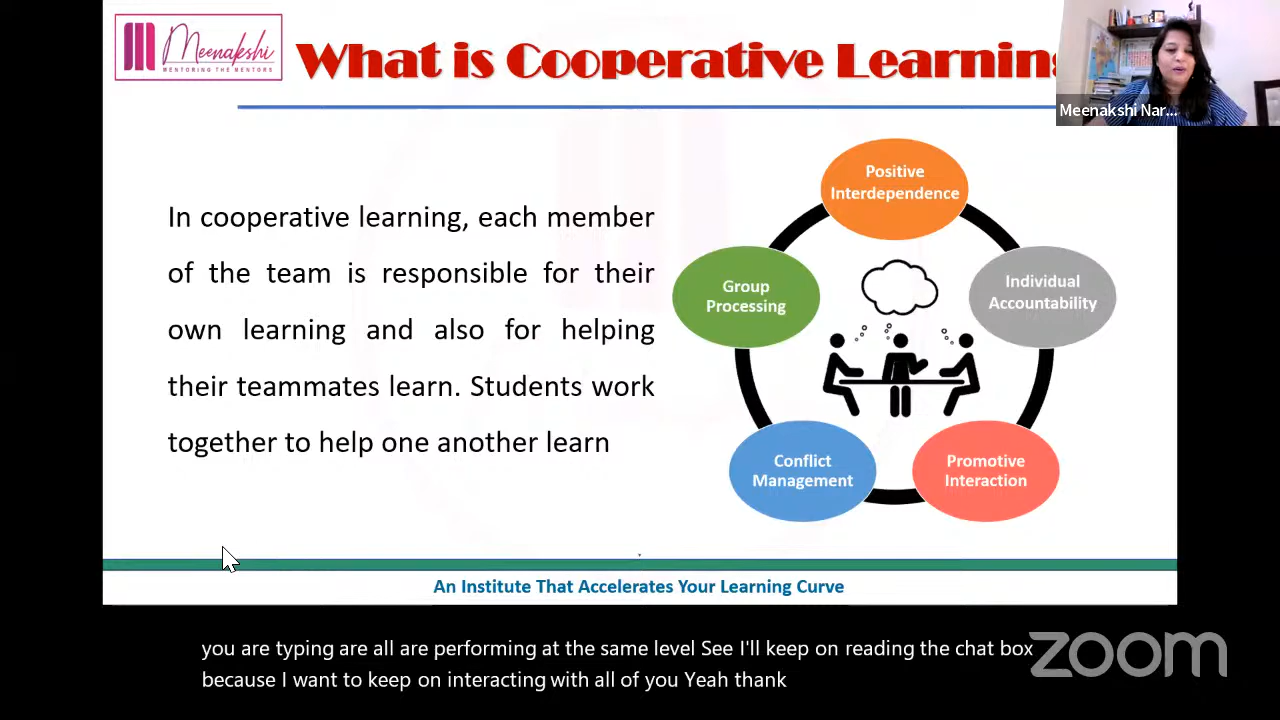 Meenakshi
MENTORING THE MENTORS
What is Cooperative Learning
Meenakshi Nar...
In cooperative learning, each member
of the team is responsible for their
own learning and also for helping
their teammates learn. Students work
together to help one another learn
Positive
Interdependence
Individual
Accountability
Promotive
Interaction
Conflict
Management
Group
Processing
An Institute That Accelerates Your Learning Curve
you are typing are all are performing at the same level See I'll keep on reading the chat box
because I want to keep on interacting with all of you Yeah thank
zoom